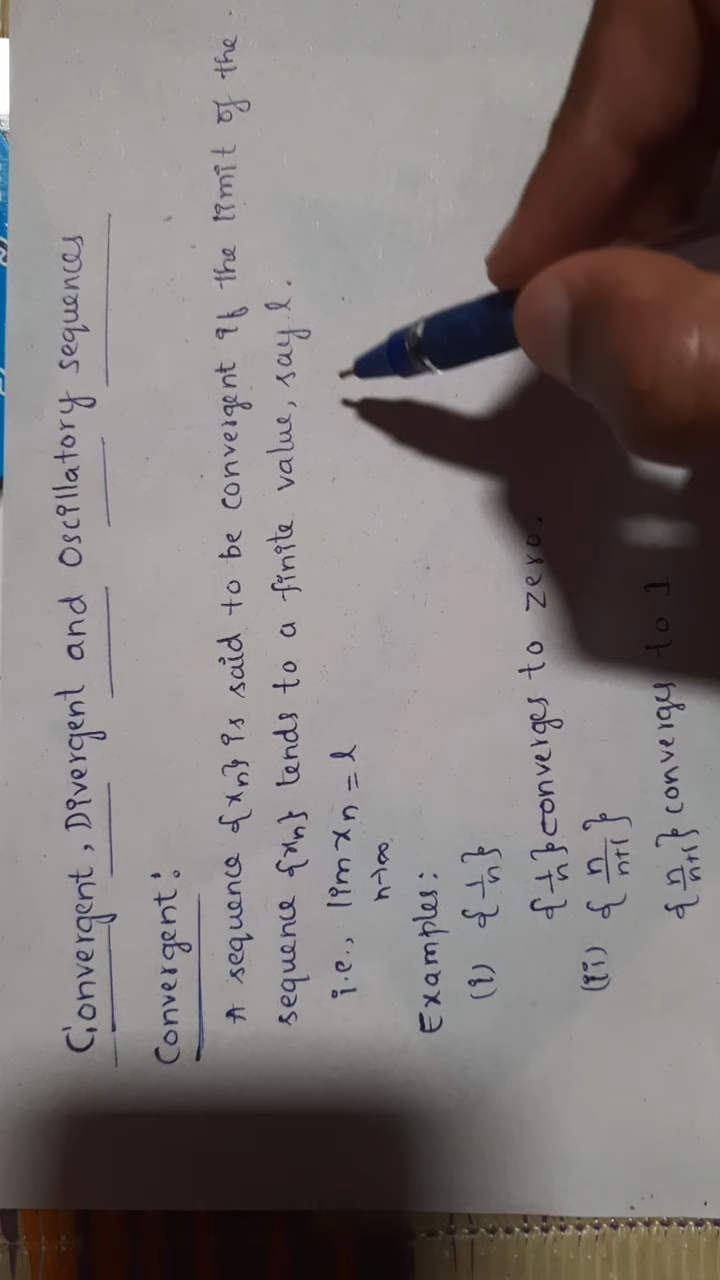 Convergent, Divergent and Oscillatory sequences
Convergent:
A sequence {xₙ} is said to be convergent if the limit of the
sequence {xₙ} tends to a finite value, say l.
i.e., lim xₙ = l
n→∞
Examples:
(i) {1/n}
{1/n} converges to zero.
(ii) {n/n+1}
{n/n+1} converges to 1